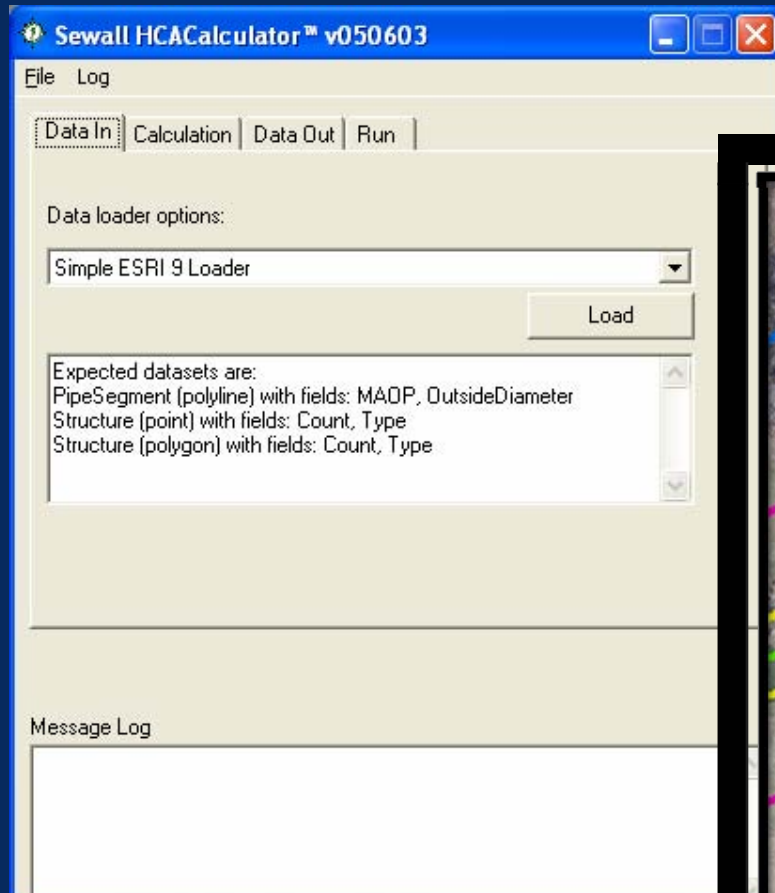 Sewall HCACalculator™ v050603
File Log
Data In Calculation Data Out Run
Data loader options:
Simple ESRI 9 Loader
Load
Expected datasets are:
PipeSegment (polyline) with fields: MAOP, OutsideDiameter
Structure (point) with fields: Count, Type
Structure (polygon) with fields: Count, Type
Message Log